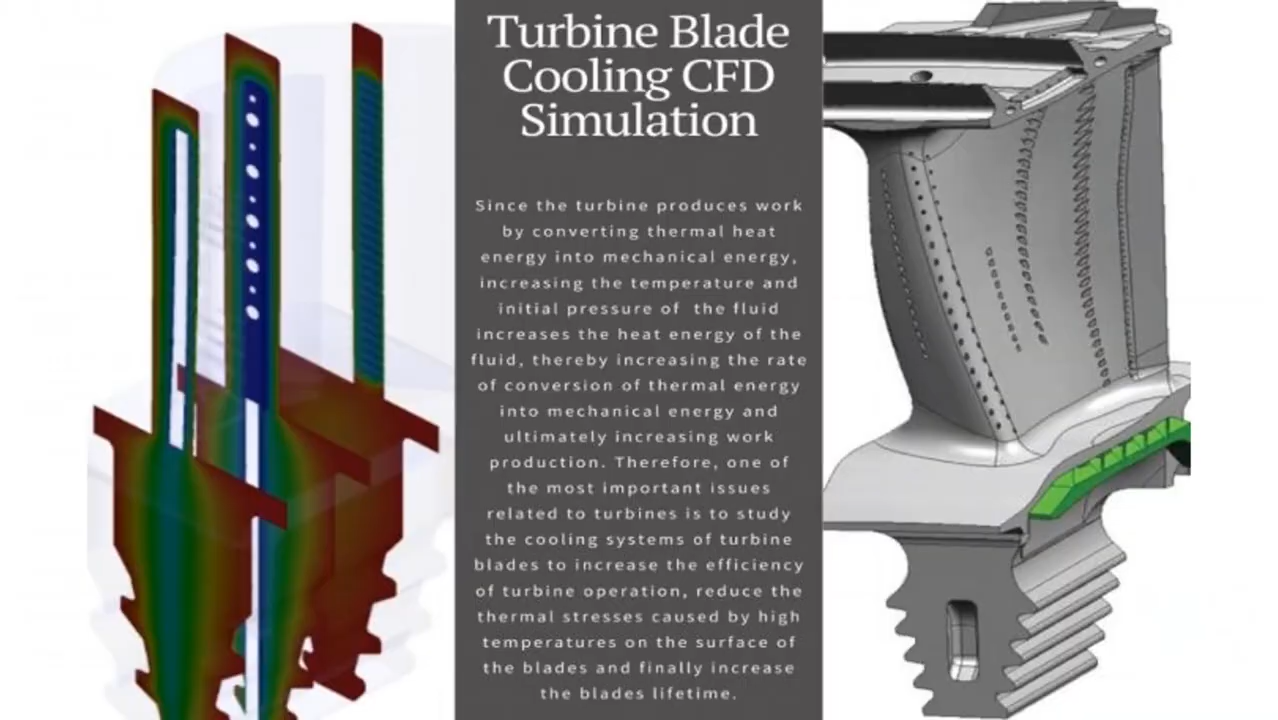 Turbine Blade
Cooling CFD
Simulation
Since the turbine produces work
by converting thermal heat
energy into mechanical energy,
increasing the temperature and
initial pressure of the fluid
increases the heat energy of the
fluid, thereby increasing the rate
of conversion of thermal energy
into mechanical energy and
ultimately increasing work
production. Therefore, one of
the most important issues
related to turbines is to study
the cooling systems of turbine
blades to increase the efficiency
of turbine operation, reduce the
thermal stresses caused by high
temperatures on the surface of
the blades and finally increase
the blades lifetime.